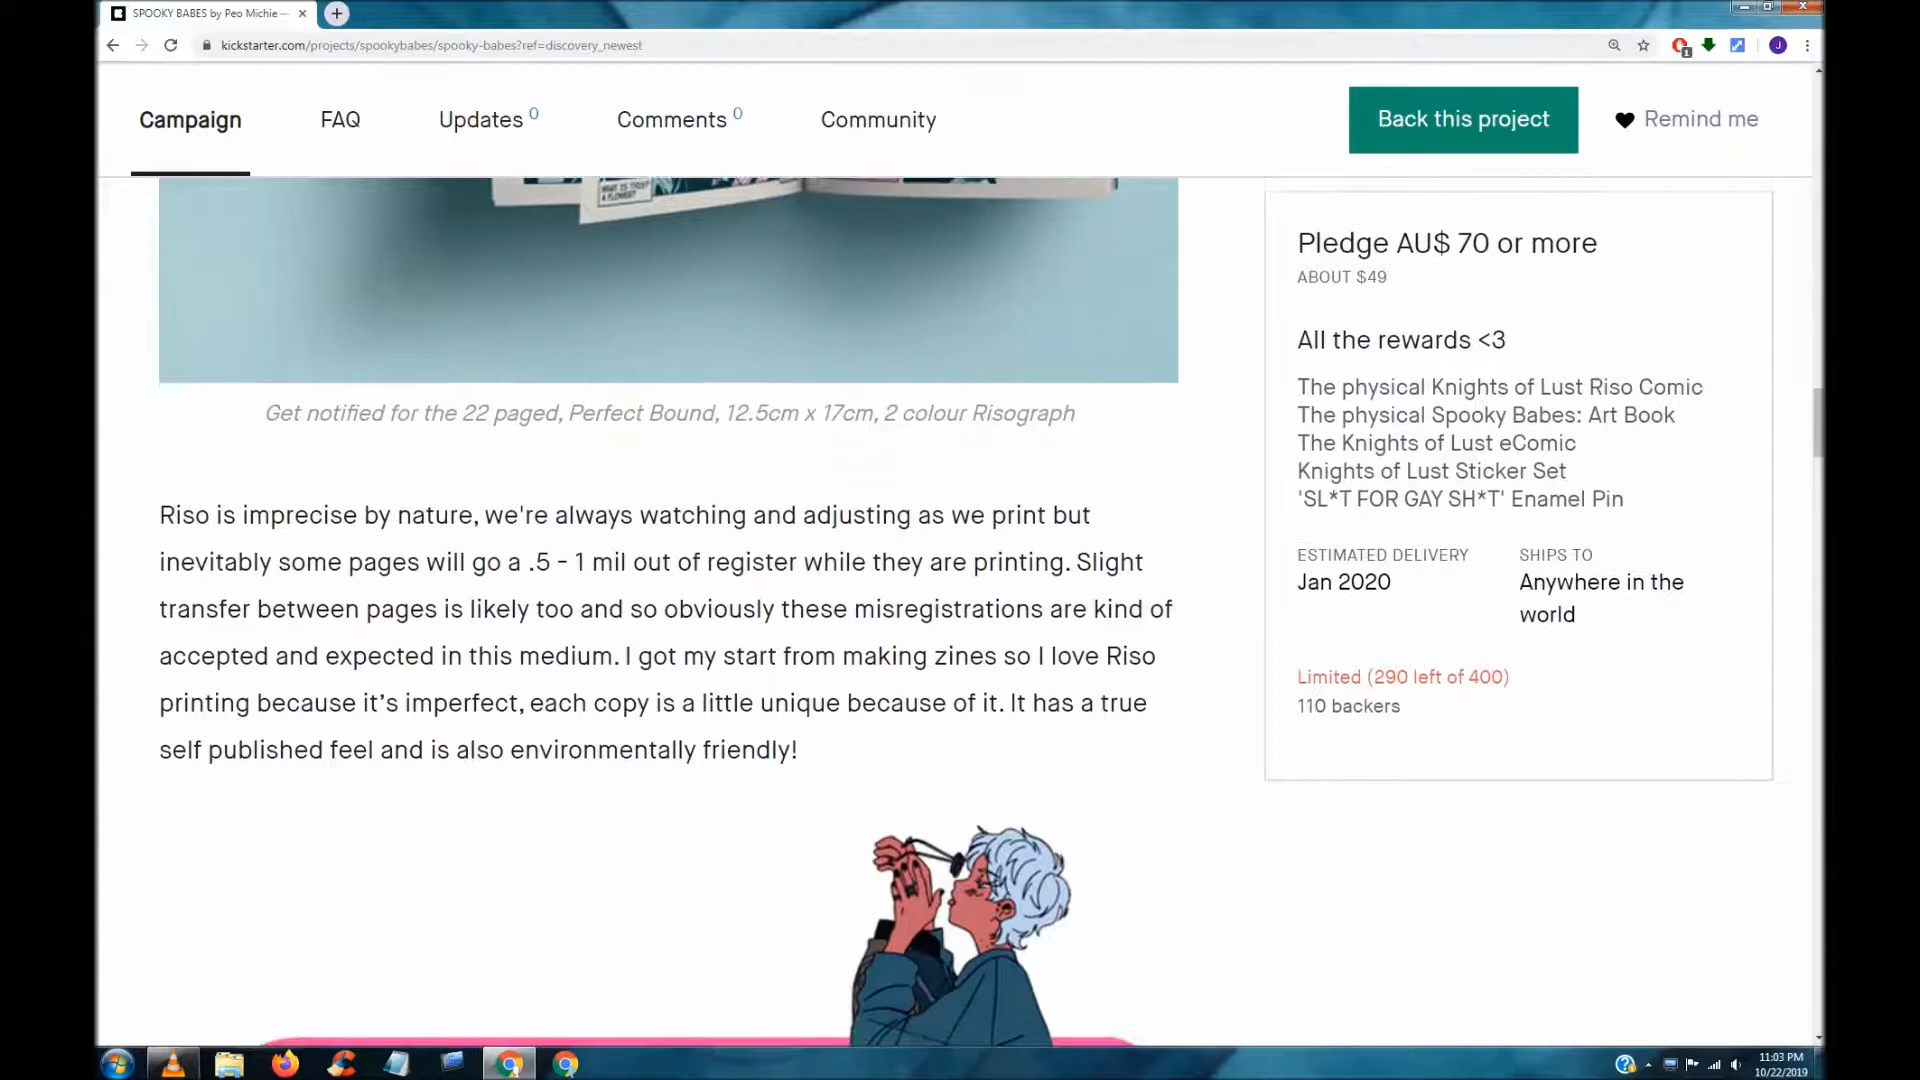 SPOOKY BABES by Peo Michie —
kickstarter.com/projects/spookybabes/spooky-babes?ref=discovery_newest
1
J
Campaign
FAQ
Updates 0
Comments 0
Community
Back this project
Remind me
WHAT IS THIS?
A FLOWER?
Get notified for the 22 paged, Perfect Bound, 12.5cm x 17cm, 2 colour Risograph
Riso is imprecise by nature, we're always watching and adjusting as we print but
inevitably some pages will go a .5 - 1 mil out of register while they are printing. Slight
transfer between pages is likely too and so obviously these misregistrations are kind of
accepted and expected in this medium. I got my start from making zines so I love Riso
printing because it’s imperfect, each copy is a little unique because of it. It has a true
self published feel and is also environmentally friendly!
Pledge AU$ 70 or more
ABOUT $49
All the rewards <3
The physical Knights of Lust Riso Comic
The physical Spooky Babes: Art Book
The Knights of Lust eComic
Knights of Lust Sticker Set
'SL*T FOR GAY SH*T' Enamel Pin
ESTIMATED DELIVERY
Jan 2020
SHIPS TO
Anywhere in the
world
Limited (290 left of 400)
110 backers
11:03 PM
10/22/2019